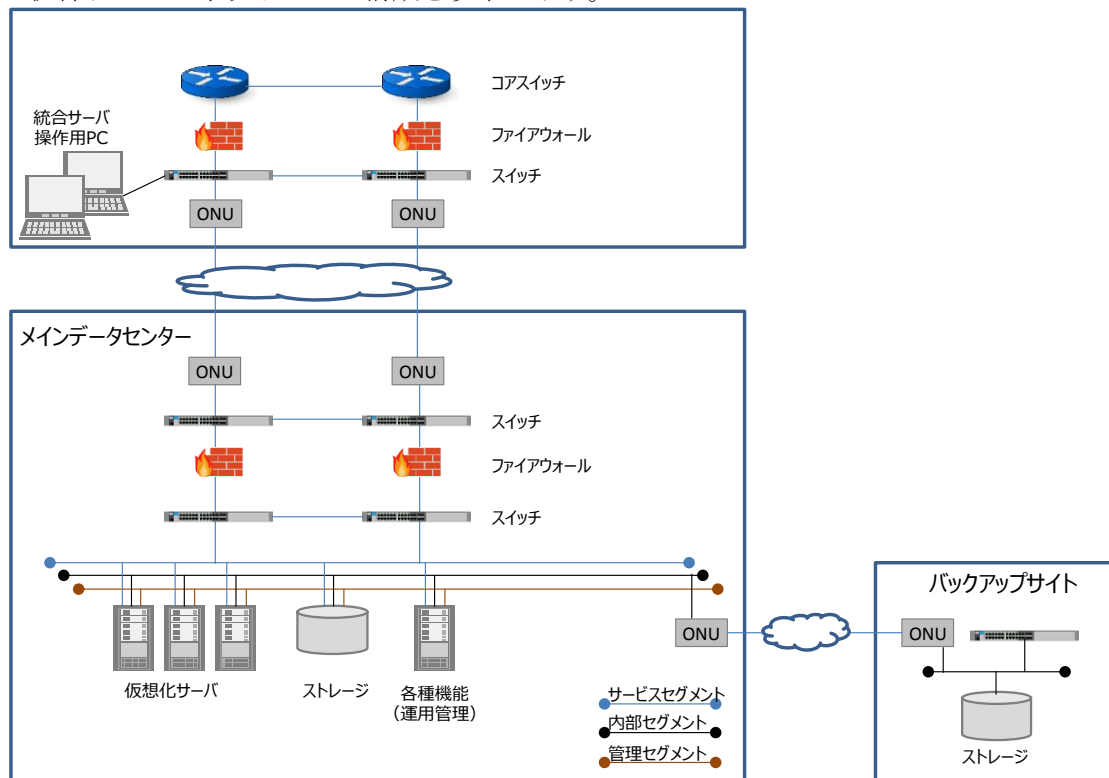 コアスイッチ
統合サーバ
操作用PC
ファイアウォール
スイッチ
ONU
ONU
メインデータセンター
ONU
ONU
スイッチ
ファイアウォール
スイッチ
バックアップサイト
ONU
ONU
仮想化サーバ
ストレージ
各種機能
(運用管理)
サービスセグメント
内部セグメント
管理セグメント
ストレージ